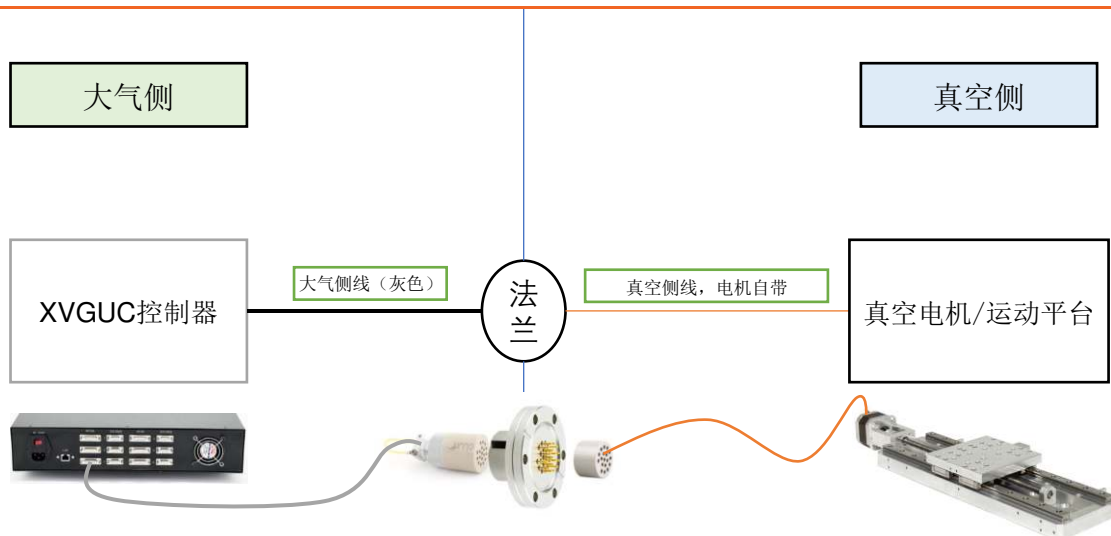 大气侧
真空侧
XVGUC控制器
大气侧线（灰色）
法
兰
真空侧线，电机自带
真空电机/运动平台